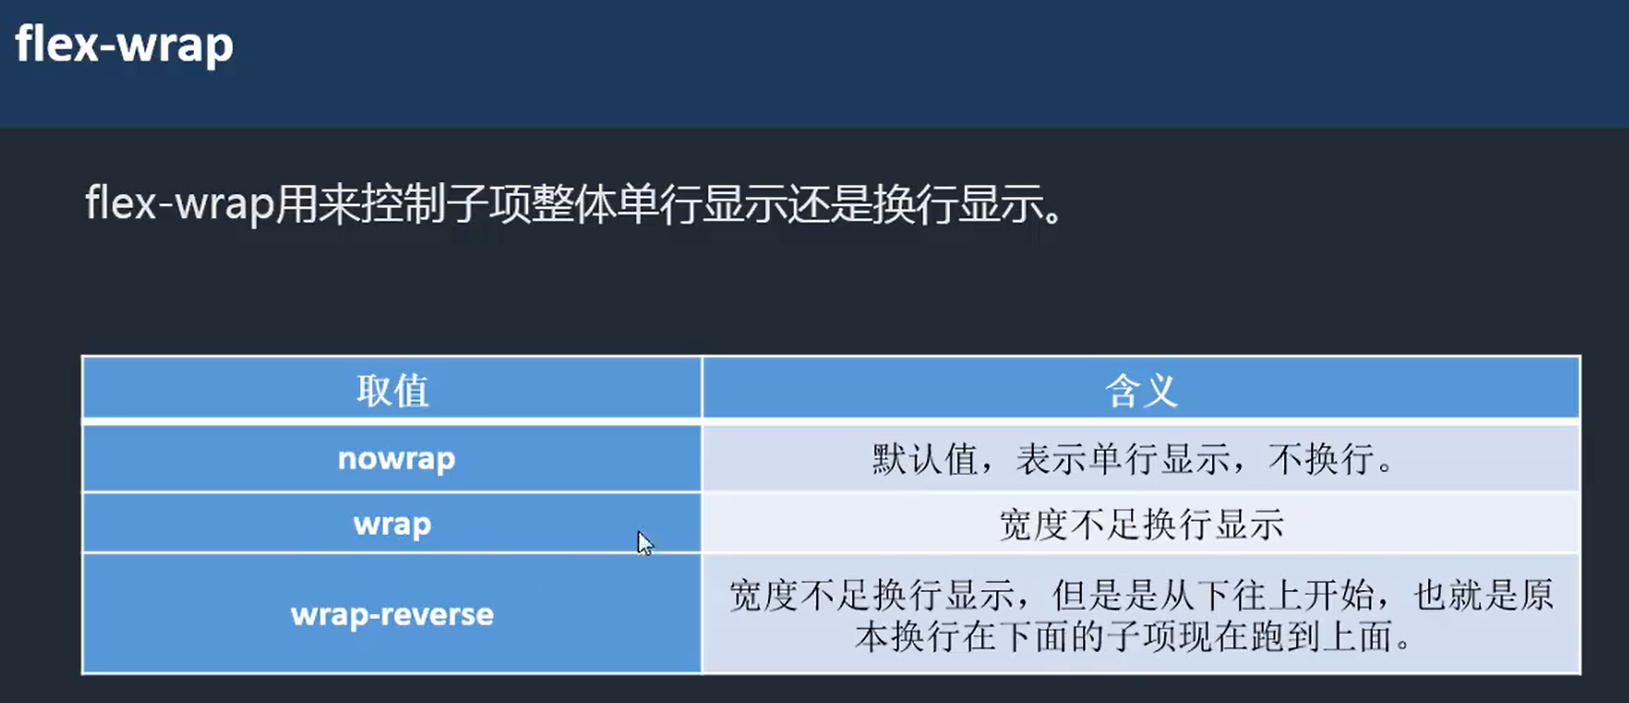 flex-wrap
flex-wrap用来控制子项整体单行显示还是换行显示。
取值
含义
nowrap
默认值，表示单行显示，不换行。
wrap
宽度不足换行显示
wrap-reverse
宽度不足换行显示，但是是从下往上开始，也就是原
本换行在下面的子项现在跑到上面。